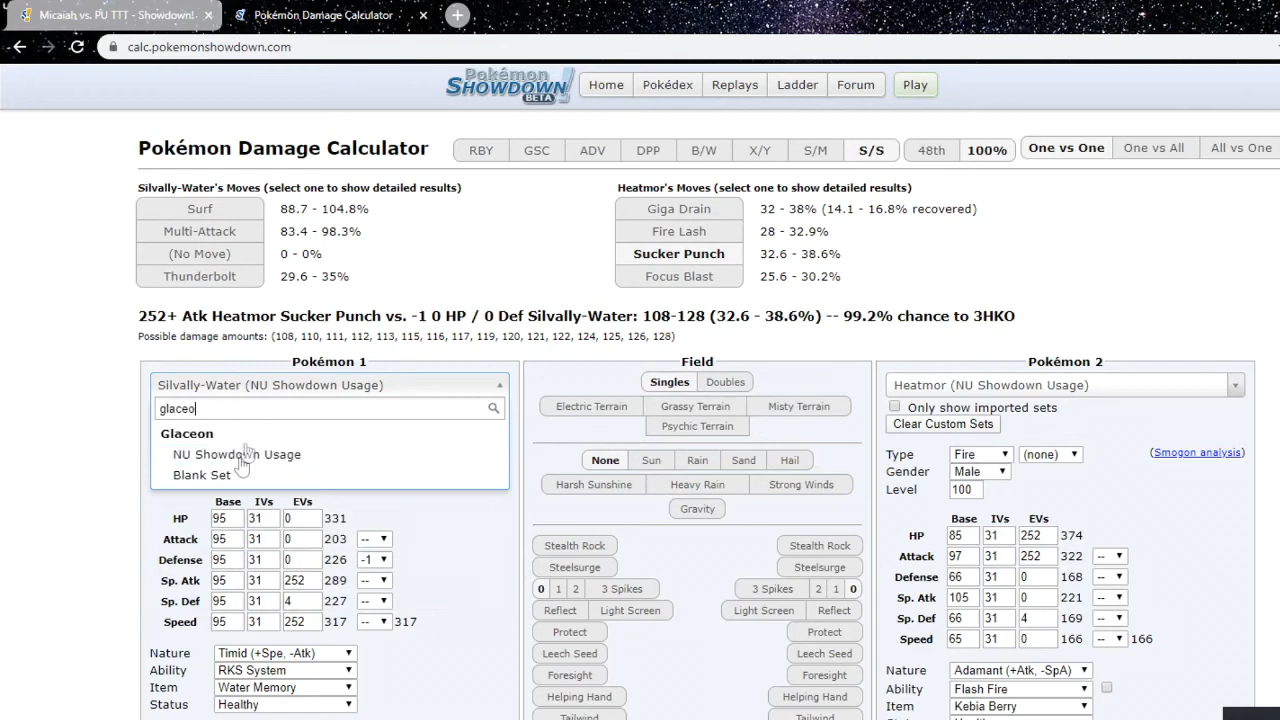 Micaiah vs. PU TTT - Showdown!
Pokémon Damage Calculator
calc.pokemonshowdown.com
Pokémon SHOWDOWN! BETA Home Pokédex Replays Ladder Forum Play
Pokémon Damage Calculator RBY GSC ADV DPP B/W X/Y S/M S/S 48th 100% One vs One One vs All All vs One
Silvally-Water's Moves (select one to show detailed results) Heatmor's Moves (select one to show detailed results)
Surf 88.7 - 104.8% Giga Drain 32 - 38% (14.1 - 16.8% recovered)
Multi-Attack 83.4 - 98.3% Fire Lash 28 - 32.9%
(No Move) 0 - 0% Sucker Punch 32.6 - 38.6%
Thunderbolt 29.6 - 35% Focus Blast 25.6 - 30.2%
252+ Atk Heatmor Sucker Punch vs. -1 0 HP / 0 Def Silvally-Water: 108-128 (32.6 - 38.6%) -- 99.2% chance to 3HKO
Possible damage amounts: (108, 110, 111, 112, 113, 115, 116, 117, 119, 120, 121, 122, 124, 125, 126, 128)
Pokémon 1
Silvally-Water (NU Showdown Usage)
glaceo
Glaceon
NU Showdown Usage
Blank Set
Base IVs EVs
HP 95 31 0 331
Attack 95 31 0 203 --
Defense 95 31 0 226 -1
Sp. Atk 95 31 252 289 --
Sp. Def 95 31 4 227 --
Speed 95 31 252 317 -- 317
Nature Timid (+Spe, -Atk)
Ability RKS System
Item Water Memory
Status Healthy
Field
Singles Doubles
Electric Terrain Grassy Terrain Misty Terrain
Psychic Terrain
None Sun Rain Sand Hail
Harsh Sunshine Heavy Rain Strong Winds
Gravity
Stealth Rock Stealth Rock
Steelsurge Steelsurge
0 1 2 3 Spikes 3 Spikes 2 1 0
Reflect Light Screen Light Screen Reflect
Protect Protect
Leech Seed Leech Seed
Foresight Foresight
Helping Hand Helping Hand
Tailwind Tailwind
Pokémon 2
Heatmor (NU Showdown Usage)
Only show imported sets
Clear Custom Sets
Type Fire (none) (Smogon analysis)
Gender Male
Level 100
Base IVs EVs
HP 85 31 252 374
Attack 97 31 252 322 --
Defense 66 31 0 168 --
Sp. Atk 105 31 0 221 --
Sp. Def 66 31 4 169 --
Speed 65 31 0 166 -- 166
Nature Adamant (+Atk, -SpA)
Ability Flash Fire
Item Kebia Berry